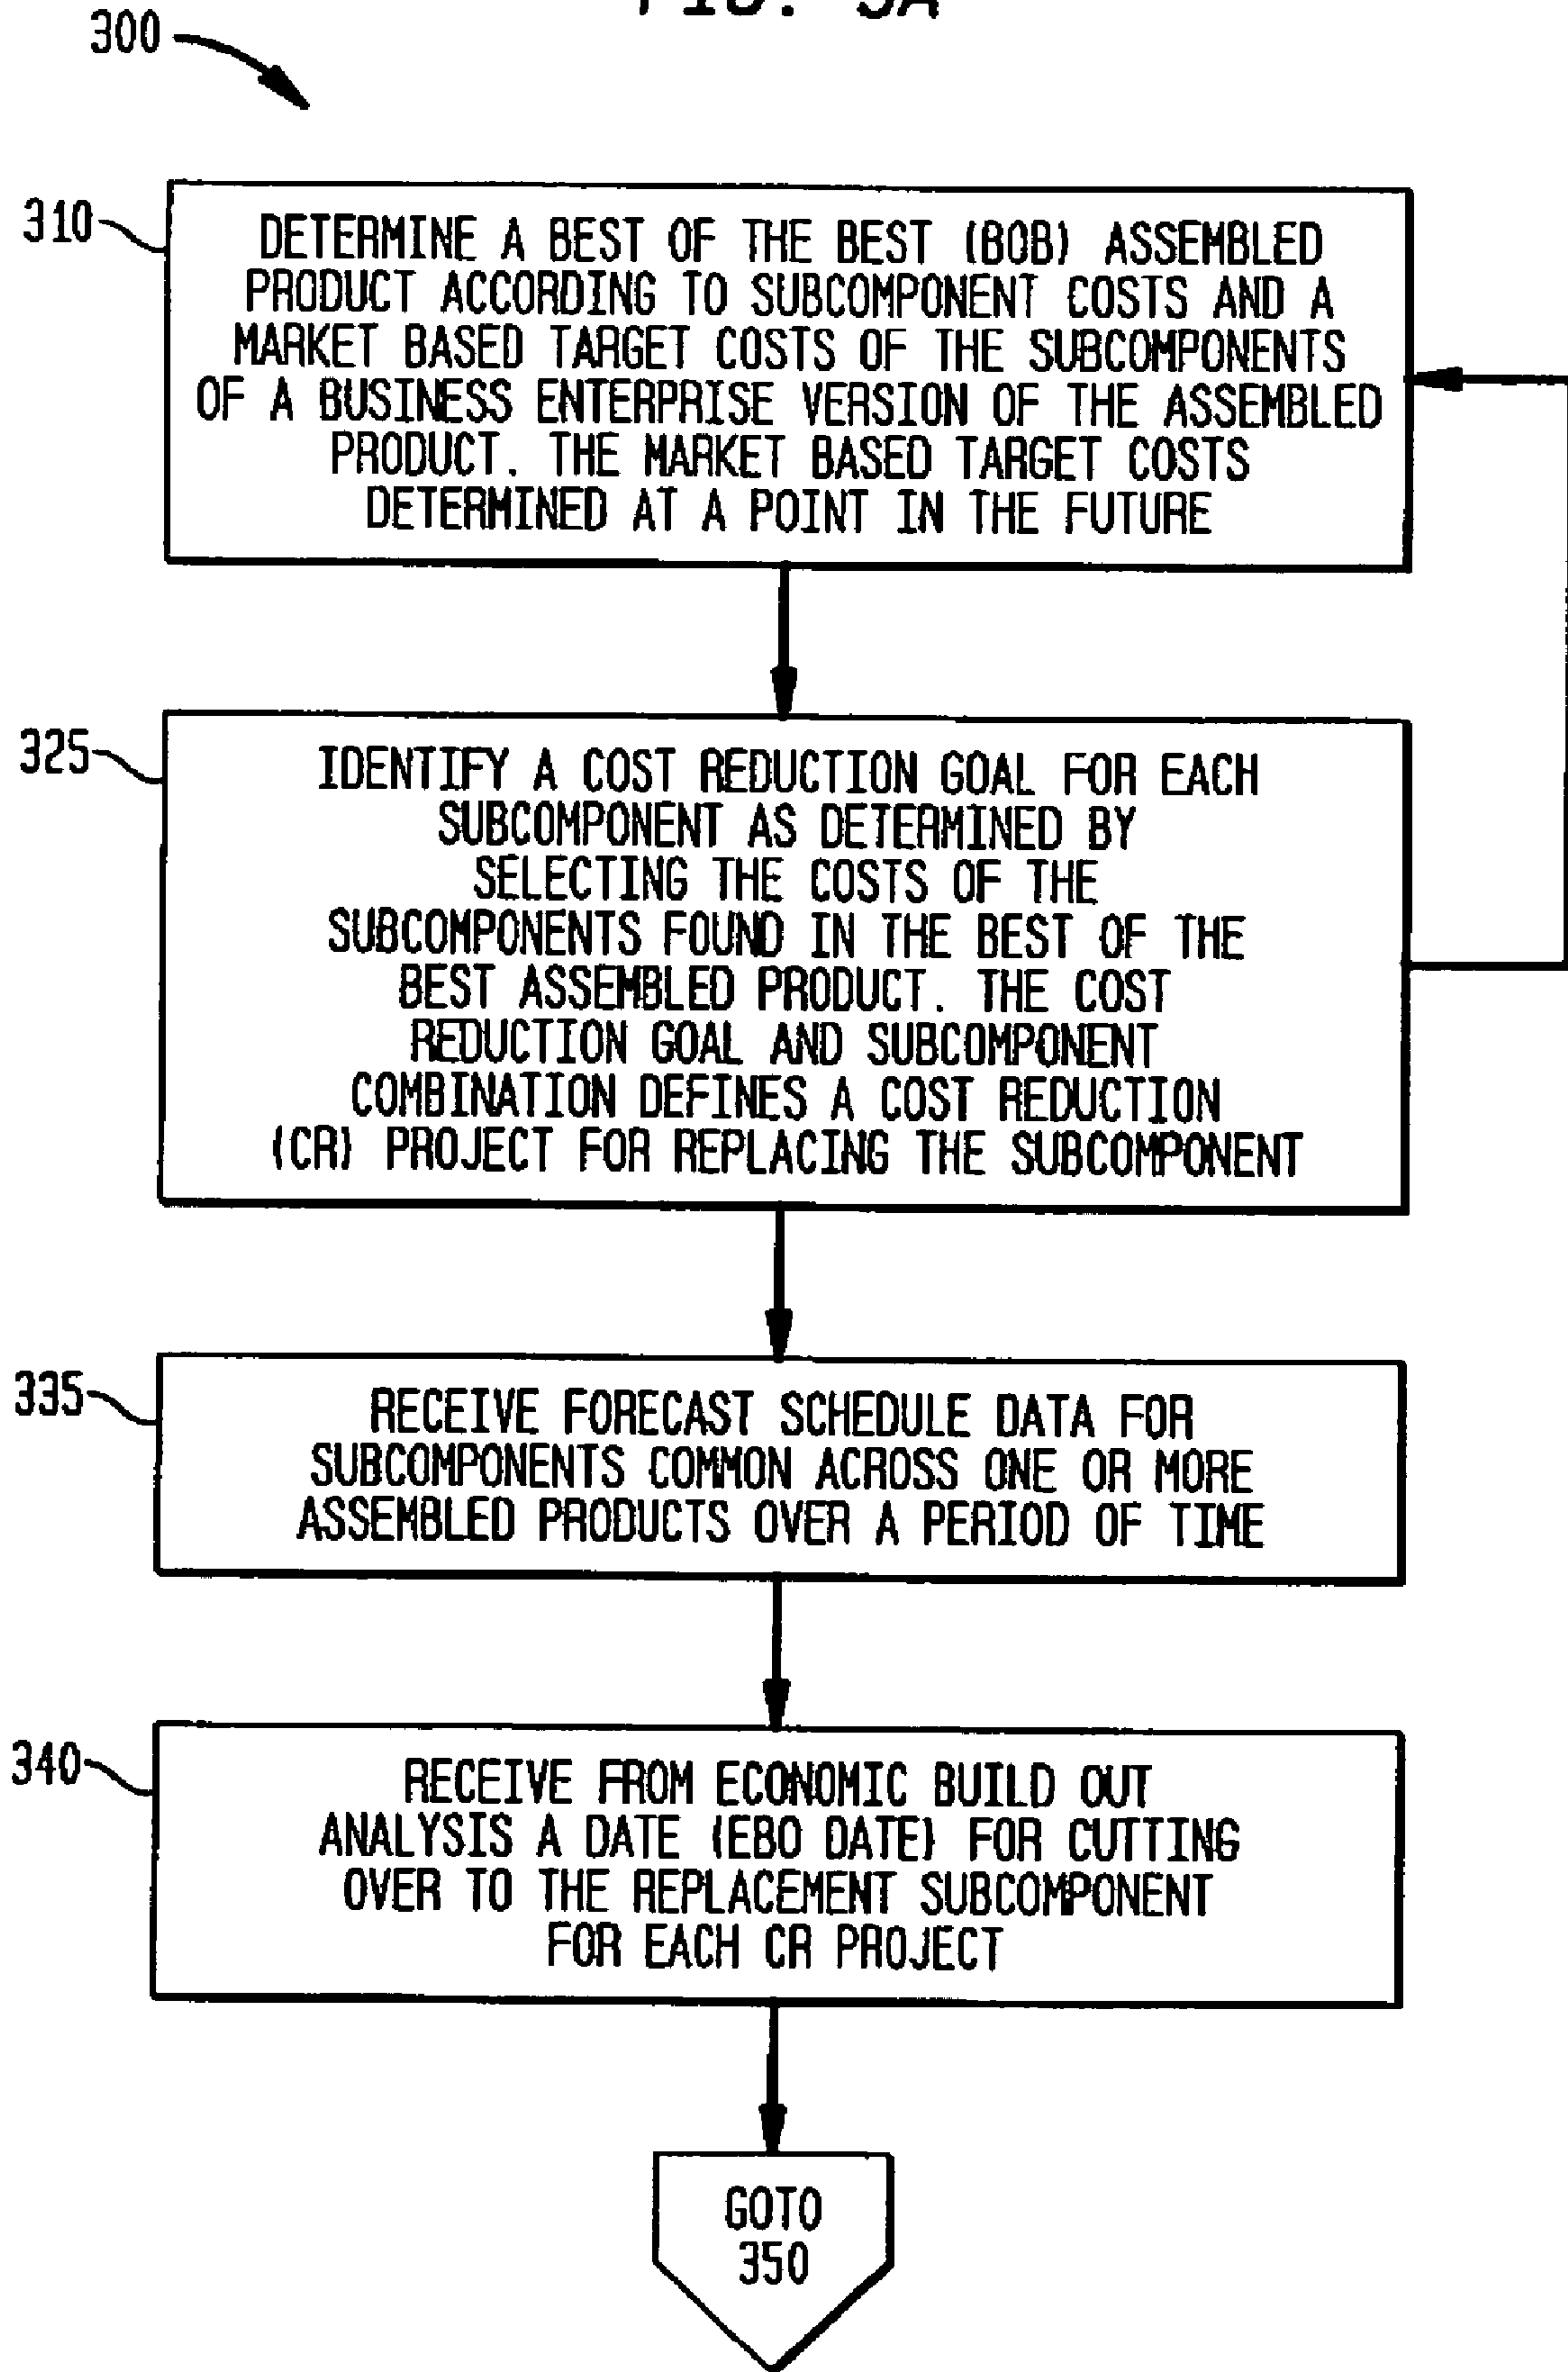 300
310
DETERMINE A BEST OF THE BEST (BOB) ASSEMBLED
PRODUCT ACCORDING TO SUBCOMPONENT COSTS AND A
MARKET BASED TARGET COSTS OF THE SUBCOMPONENTS
OF A BUSINESS ENTERPRISE VERSION OF THE ASSEMBLED
PRODUCT. THE MARKET BASED TARGET COSTS
DETERMINED AT A POINT IN THE FUTURE
325
IDENTIFY A COST REDUCTION GOAL FOR EACH
SUBCOMPONENT AS DETERMINED BY
SELECTING THE COSTS OF THE
SUBCOMPONENTS FOUND IN THE BEST OF THE
BEST ASSEMBLED PRODUCT. THE COST
REDUCTION GOAL AND SUBCOMPONENT
COMBINATION DEFINES A COST REDUCTION
(CR) PROJECT FOR REPLACING THE SUBCOMPONENT
335
RECEIVE FORECAST SCHEDULE DATA FOR
SUBCOMPONENTS COMMON ACROSS ONE OR MORE
ASSEMBLED PRODUCTS OVER A PERIOD OF TIME
340
RECEIVE FROM ECONOMIC BUILD OUT
ANALYSIS A DATE (EBO DATE) FOR CUTTING
OVER TO THE REPLACEMENT SUBCOMPONENT
FOR EACH CR PROJECT
GOTO
350